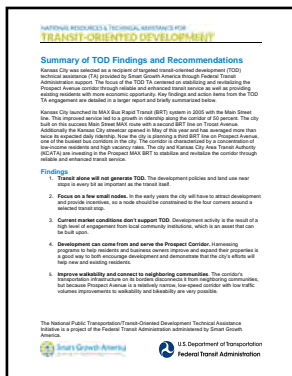 NATIONAL RESOURCES & TECHNICAL ASSISTANCE FOR
TRANSIT-ORIENTED DEVELOPMENT
Summary of TOD Findings and Recommendations
Kansas City was selected as a recipient of targeted transit-oriented development (TOD)
technical assistance (TA) provided by Smart Growth America through Federal Transit
Administration support. The focus of the TOD TA centered on stabilizing and revitalizing the
Prospect Avenue corridor through reliable and enhanced transit service as well as providing
existing residents with more economic opportunity. Key findings and action items from the TOD
TA engagement are detailed in a larger report and briefly summarized below.
Kansas City launched its MAX Bus Rapid Transit (BRT) system in 2005 with the Main Street
line. This improved service led to a growth in ridership along the corridor of 50 percent. The city
built on this success Main Street MAX route with a second BRT line on Troost Avenue.
Additionally the Kansas City streetcar opened in May of this year and has averaged more than
twice its expected daily ridership. Now the city is planning a third BRT line on Prospect Avenue,
one of the busiest bus corridors in the city. The corridor is characterized by a concentration of
low-income residents and high vacancy rates. The city and Kansas City Area Transit Authority
(KCATA) are investing in the Prospect MAX BRT to stabilize and revitalize the corridor through
reliable and enhanced transit service.
Findings
1. Transit alone will not generate TOD. The development policies and land use near
stops is every bit as important as the transit itself.
2. Focus on a few small nodes. In the early years the city will have to attract development
and provide incentives, so a node should be constrained to the four corners around a
selected transit stop.
3. Current market conditions don't support TOD. Development activity is the result of a
high level of engagement from local community institutions, which is an asset that can
be built upon.
4. Development can come from and serve the Prospect Corridor. Harnessing
programs to help residents and business owners improve and expand their properties is
a good way to both encourage development and demonstrate that the city's efforts will
help new and existing residents.
5. Improve walkability and connect to neighboring communities. The corridor's
transportation infrastructure on its borders disconnects it from neighboring communities,
but because Prospect Avenue is a relatively narrow, low-speed corridor with low traffic
volumes improvements to walkability and bikeability are very possible.
The National Public Transportation/Transit-Oriented Development Technical Assistance
Initiative is a project of the Federal Transit Administration administered by Smart Growth
America.
Smart Growth America
U.S. Department of Transportation
Federal Transit Administration